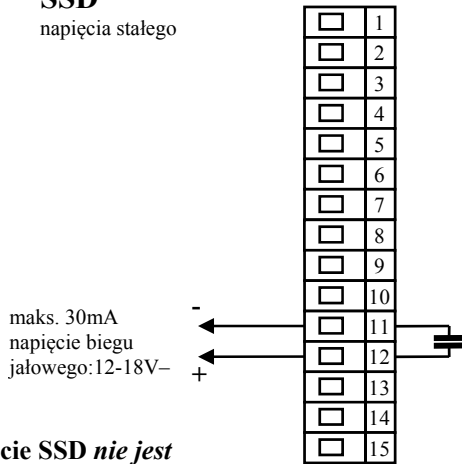 SSD
napięcia stałego
1
2
3
4
5
6
7
8
9
10
11
12
13
14
15
maks. 30mA
napięcie biegu
jałowego:12-18V–
-
+
cie SSD nie jest